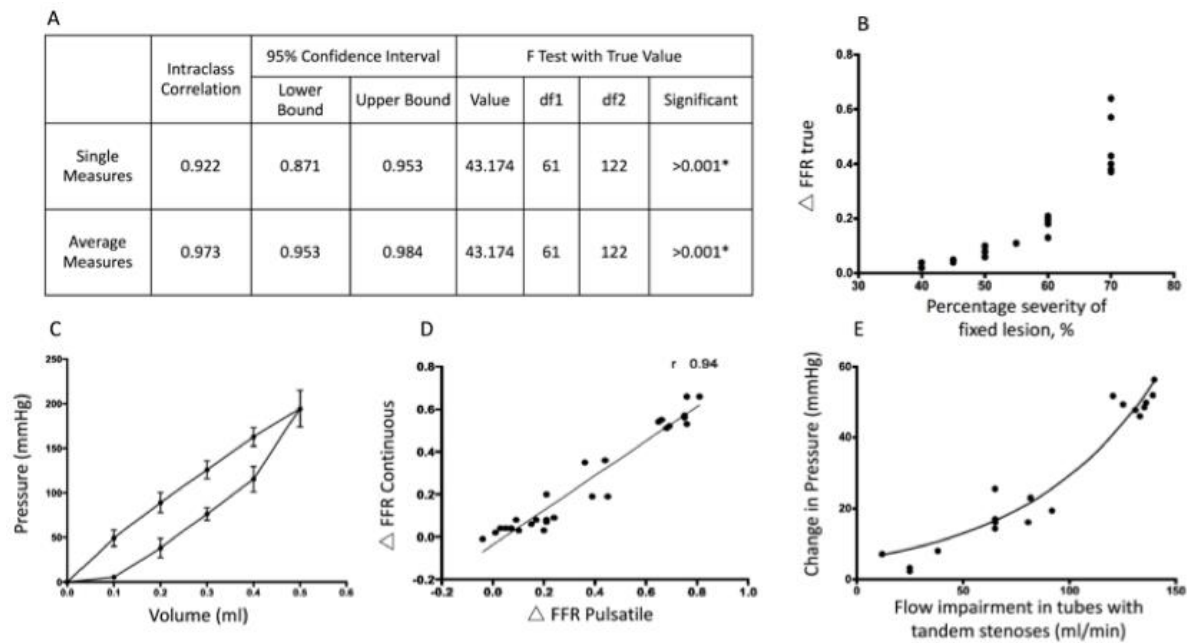 A
Intraclass
Correlation
95% Confidence Interval
F Test with True Value
Lower
Bound
Upper Bound
Value
df1
df2
Significant
Single
Measures
0.922
0.871
0.953
43.174
61
122
>0.001*
Average
Measures
0.973
0.953
0.984
43.174
61
122
>0.001*
B
△ FFR true
0.8
0.6
0.4
0.2
0.0
30 40 50 60 70 80
Percentage severity of
fixed lesion, %
C
Pressure (mmHg)
250
200
150
100
50
0
0.0 0.1 0.2 0.3 0.4 0.5 0.6
Volume (ml)
D
△ FFR Continuous
r 0.94
0.8
0.6
0.4
0.2
0.0
-0.2
-0.2 0.0 0.2 0.4 0.6 0.8 1.0
△ FFR Pulsatile
E
Change in Pressure (mmHg)
60
40
20
0
0 50 100 150
Flow impairment in tubes with
tandem stenoses (ml/min)